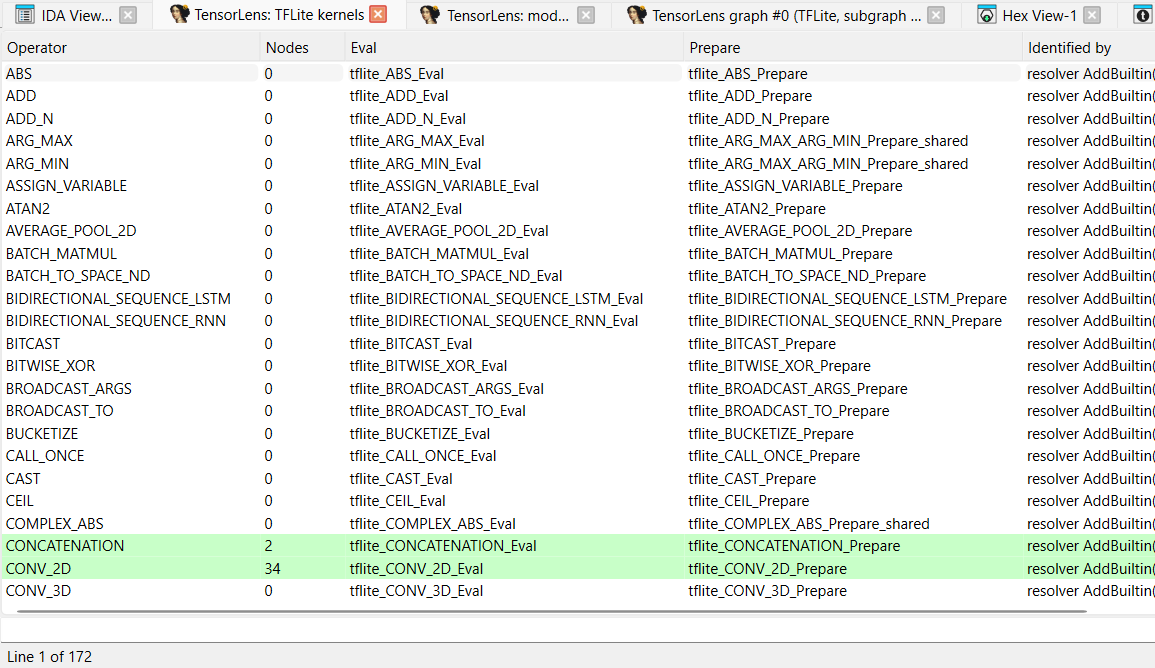 IDA View... TensorLens: TFLite kernels TensorLens: mod... TensorLens graph #0 (TFLite, subgraph ... Hex View-1
Operator Nodes Eval Prepare Identified by
ABS 0 tflite_ABS_Eval tflite_ABS_Prepare resolver AddBuiltin(
ADD 0 tflite_ADD_Eval tflite_ADD_Prepare resolver AddBuiltin(
ADD_N 0 tflite_ADD_N_Eval tflite_ADD_N_Prepare resolver AddBuiltin(
ARG_MAX 0 tflite_ARG_MAX_Eval tflite_ARG_MAX_ARG_MIN_Prepare_shared resolver AddBuiltin(
ARG_MIN 0 tflite_ARG_MIN_Eval tflite_ARG_MAX_ARG_MIN_Prepare_shared resolver AddBuiltin(
ASSIGN_VARIABLE 0 tflite_ASSIGN_VARIABLE_Eval tflite_ASSIGN_VARIABLE_Prepare resolver AddBuiltin(
ATAN2 0 tflite_ATAN2_Eval tflite_ATAN2_Prepare resolver AddBuiltin(
AVERAGE_POOL_2D 0 tflite_AVERAGE_POOL_2D_Eval tflite_AVERAGE_POOL_2D_Prepare resolver AddBuiltin(
BATCH_MATMUL 0 tflite_BATCH_MATMUL_Eval tflite_BATCH_MATMUL_Prepare resolver AddBuiltin(
BATCH_TO_SPACE_ND 0 tflite_BATCH_TO_SPACE_ND_Eval tflite_BATCH_TO_SPACE_ND_Prepare resolver AddBuiltin(
BIDIRECTIONAL_SEQUENCE_LSTM 0 tflite_BIDIRECTIONAL_SEQUENCE_LSTM_Eval tflite_BIDIRECTIONAL_SEQUENCE_LSTM_Prepare resolver AddBuiltin(
BIDIRECTIONAL_SEQUENCE_RNN 0 tflite_BIDIRECTIONAL_SEQUENCE_RNN_Eval tflite_BIDIRECTIONAL_SEQUENCE_RNN_Prepare resolver AddBuiltin(
BITCAST 0 tflite_BITCAST_Eval tflite_BITCAST_Prepare resolver AddBuiltin(
BITWISE_XOR 0 tflite_BITWISE_XOR_Eval tflite_BITWISE_XOR_Prepare resolver AddBuiltin(
BROADCAST_ARGS 0 tflite_BROADCAST_ARGS_Eval tflite_BROADCAST_ARGS_Prepare resolver AddBuiltin(
BROADCAST_TO 0 tflite_BROADCAST_TO_Eval tflite_BROADCAST_TO_Prepare resolver AddBuiltin(
BUCKETIZE 0 tflite_BUCKETIZE_Eval tflite_BUCKETIZE_Prepare resolver AddBuiltin(
CALL_ONCE 0 tflite_CALL_ONCE_Eval tflite_CALL_ONCE_Prepare resolver AddBuiltin(
CAST 0 tflite_CAST_Eval tflite_CAST_Prepare resolver AddBuiltin(
CEIL 0 tflite_CEIL_Eval tflite_CEIL_Prepare resolver AddBuiltin(
COMPLEX_ABS 0 tflite_COMPLEX_ABS_Eval tflite_COMPLEX_ABS_Prepare_shared resolver AddBuiltin(
CONCATENATION 2 tflite_CONCATENATION_Eval tflite_CONCATENATION_Prepare resolver AddBuiltin(
CONV_2D 34 tflite_CONV_2D_Eval tflite_CONV_2D_Prepare resolver AddBuiltin(
CONV_3D 0 tflite_CONV_3D_Eval tflite_CONV_3D_Prepare resolver AddBuiltin(
Line 1 of 172